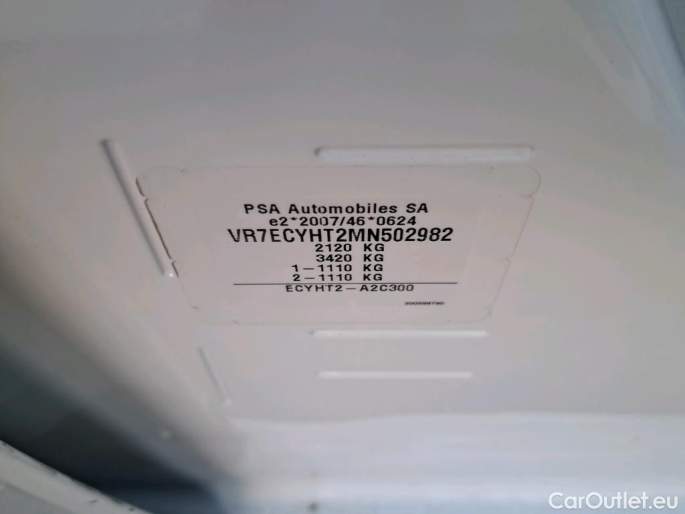 PSA Automobiles SA
e2*2007/46*0624
VR7ECYHT2MN502982
2120 KG
3420 KG
1-1110 KG
2-1110 KG
ECYHT2-A2C300
CarOutlet.eu